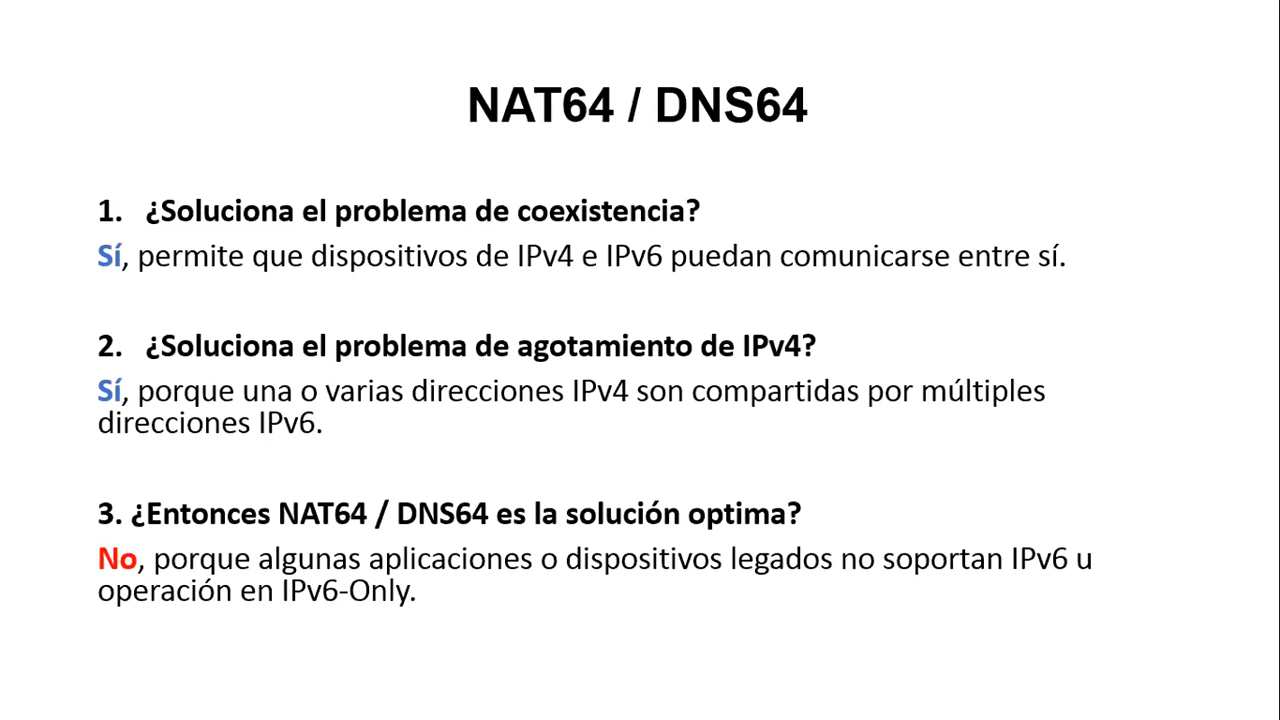 NAT64 / DNS64
1. ¿Soluciona el problema de coexistencia?
Sí, permite que dispositivos de IPv4 e IPv6 puedan comunicarse entre sí.
2. ¿Soluciona el problema de agotamiento de IPv4?
Sí, porque una o varias direcciones IPv4 son compartidas por múltiples
direcciones IPv6.
3. ¿Entonces NAT64 / DNS64 es la solución optima?
No, porque algunas aplicaciones o dispositivos legados no soportan IPv6 u
operación en IPv6-Only.